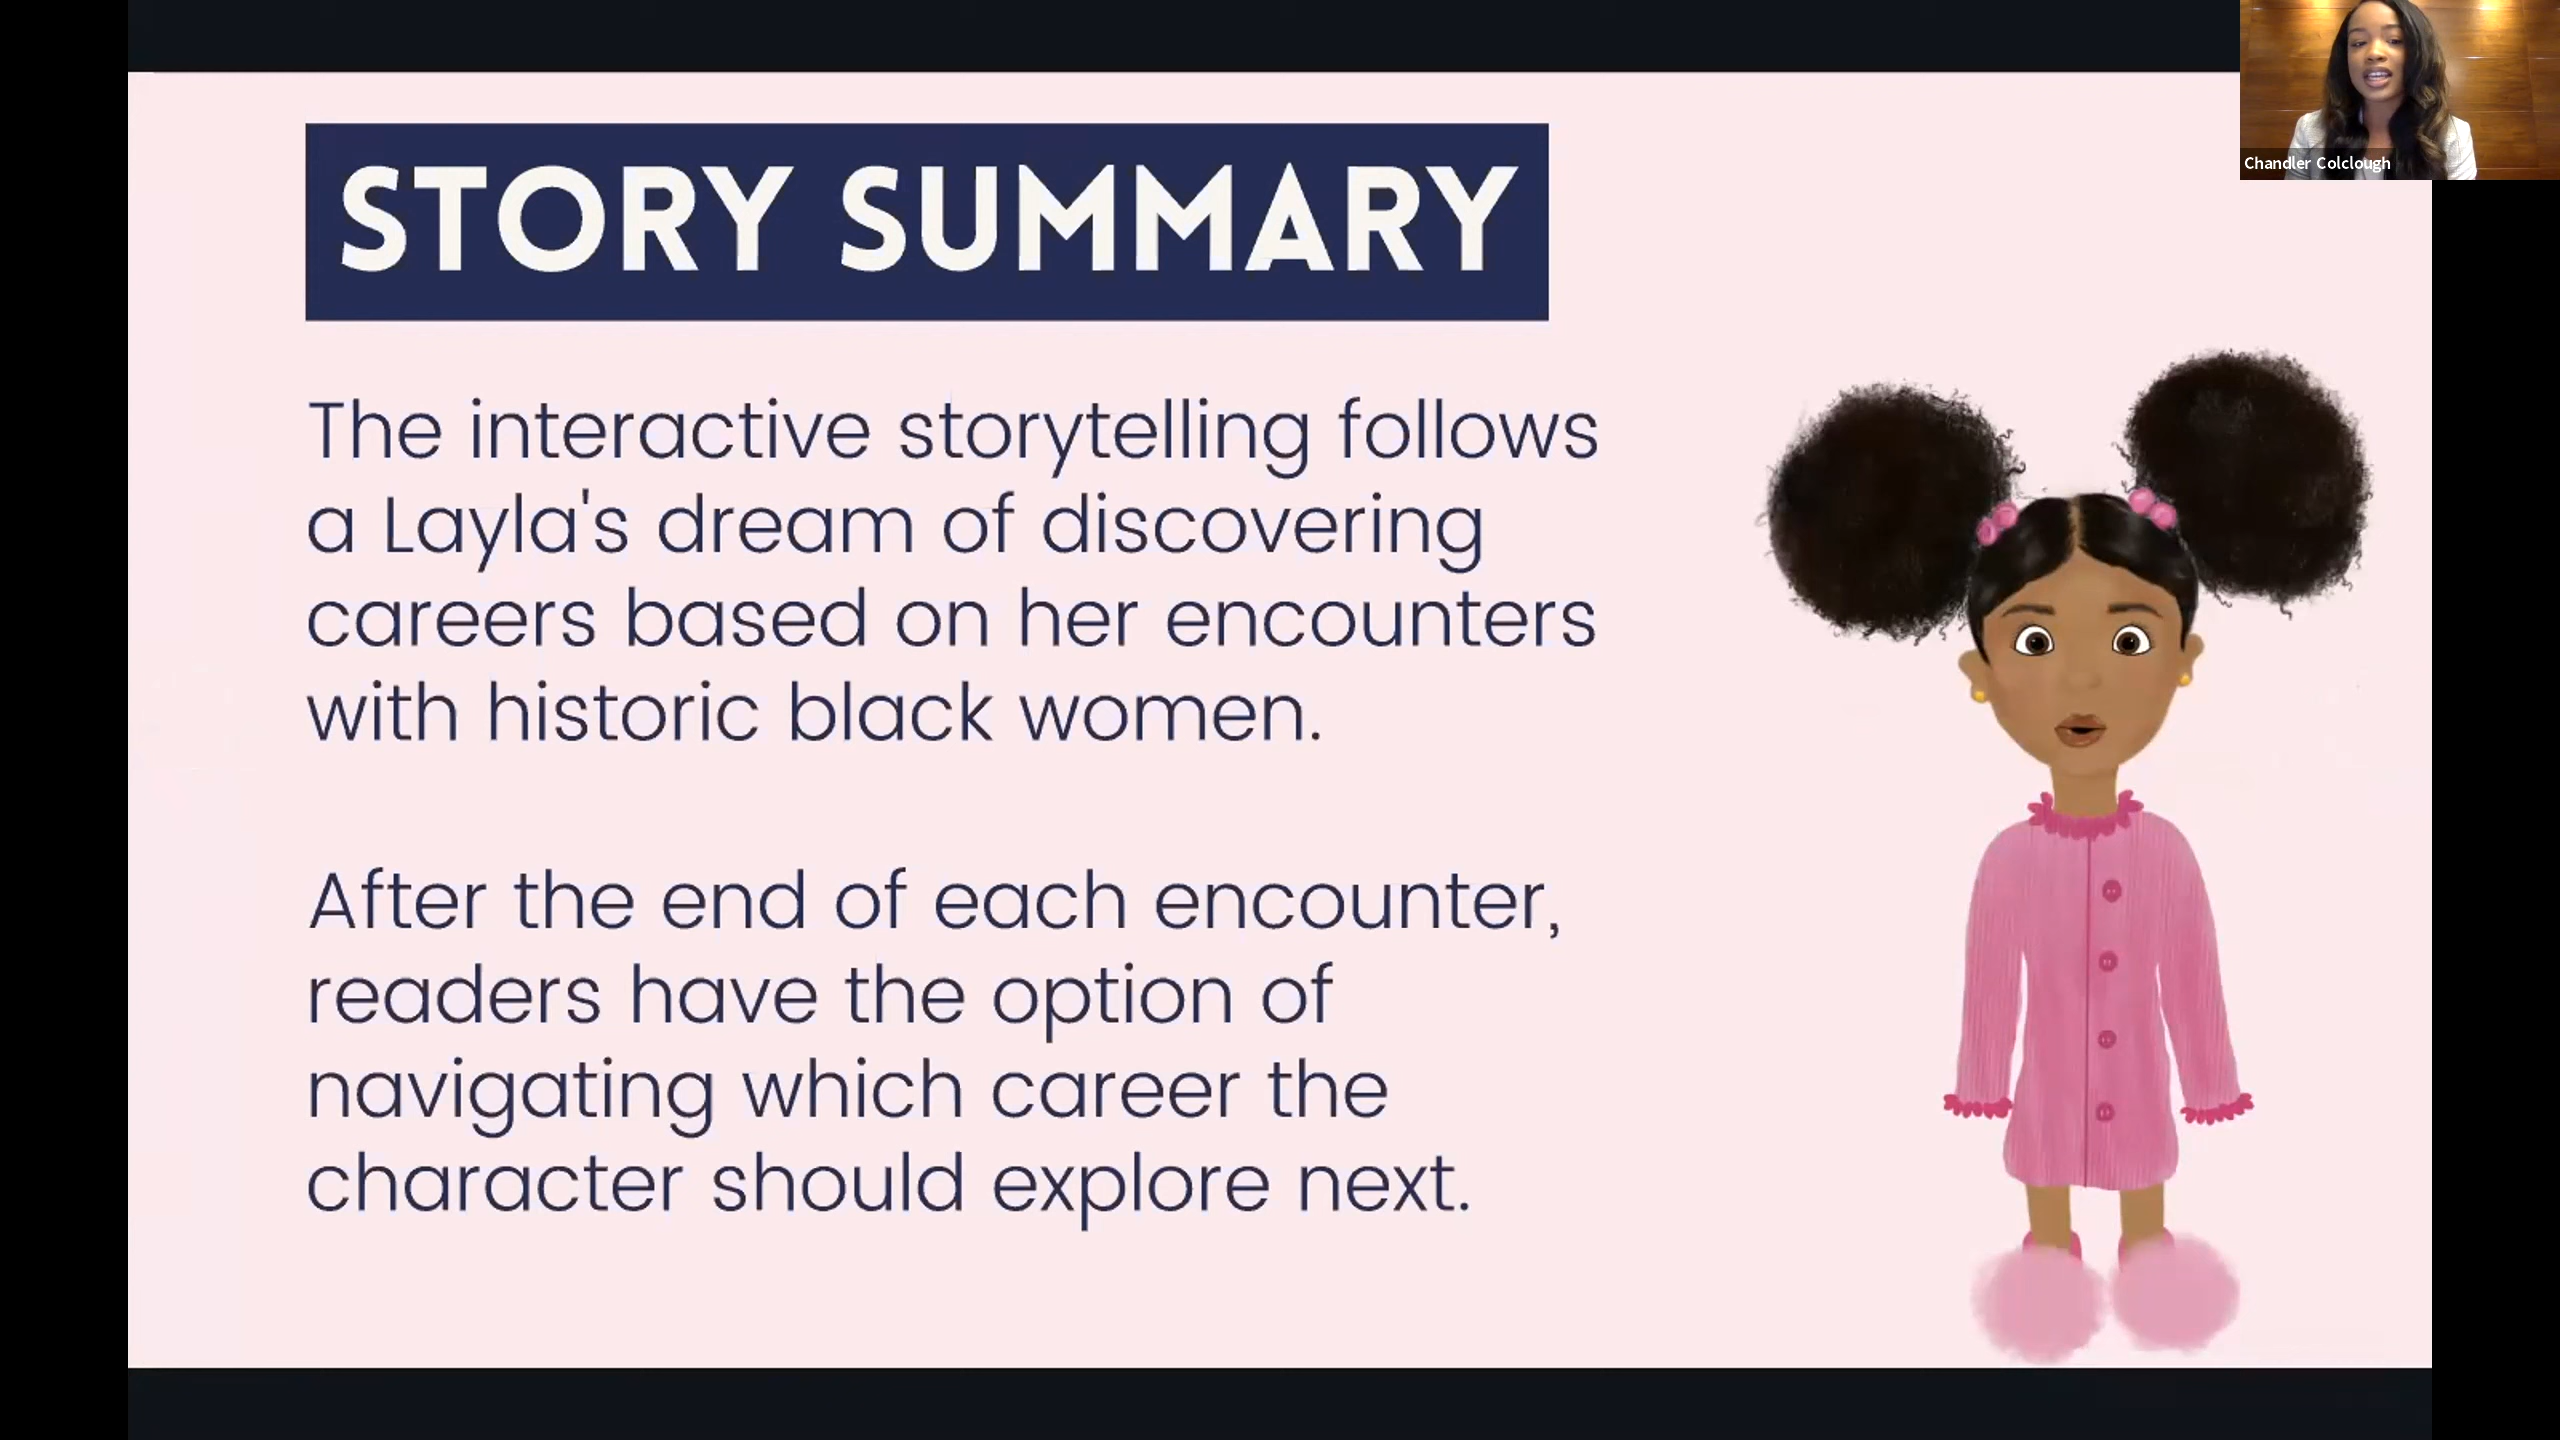 STORY SUMMARY
The interactive storytelling follows
a Layla's dream of discovering
careers based on her encounters
with historic black women.
After the end of each encounter,
readers have the option of
navigating which career the
character should explore next.
Chandler Colclough